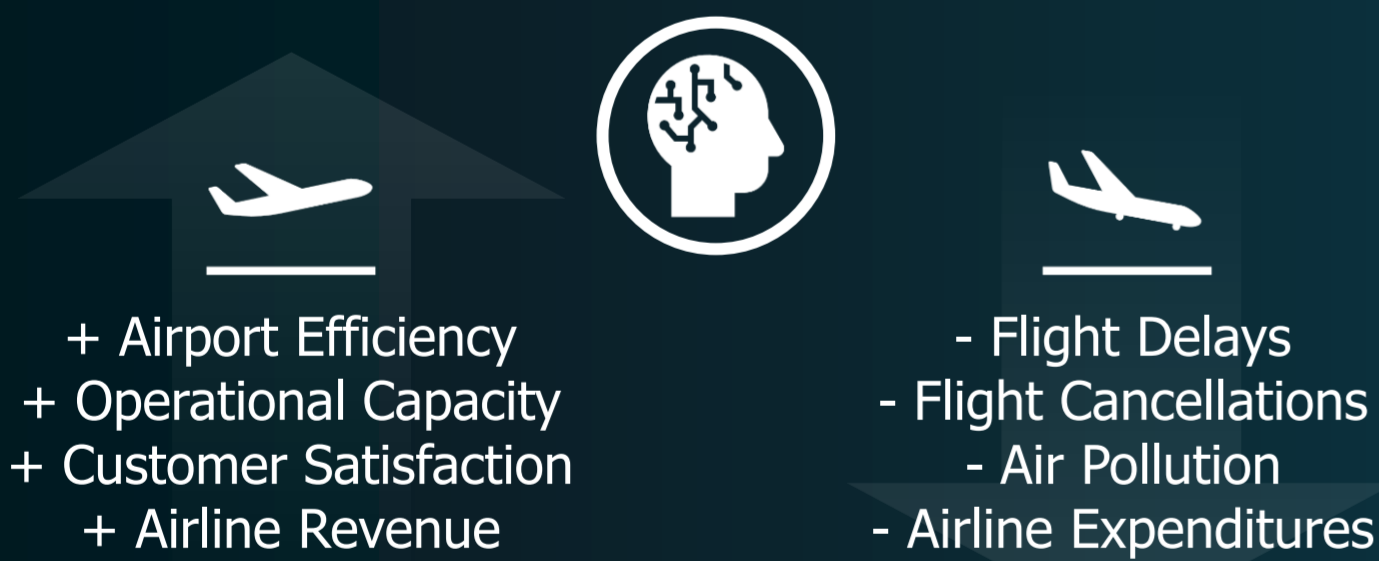 + Airport Efficiency
+ Operational Capacity
+ Customer Satisfaction
+ Airline Revenue
- Flight Delays
- Flight Cancellations
- Air Pollution
- Airline Expenditures